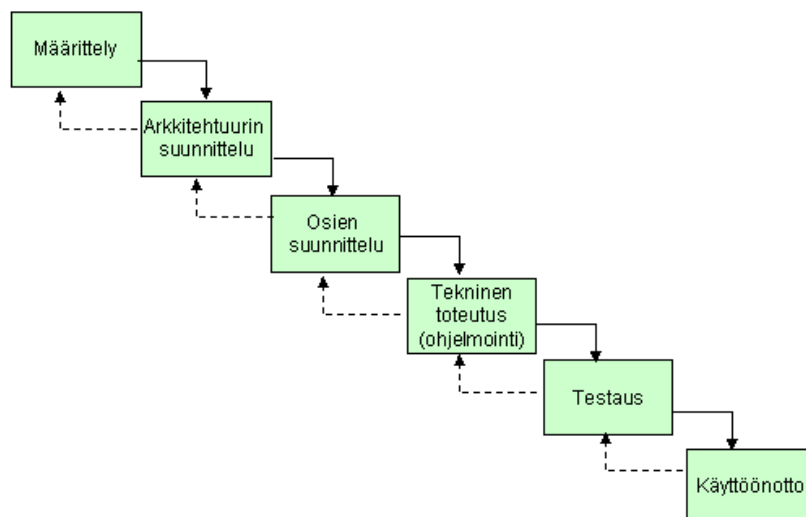 Määrittely
Arkkitehtuurin
suunnittelu
Osien
suunnittelu
Tekninen
toteutus
(ohjelmointi)
Testaus
Käyttöönotto